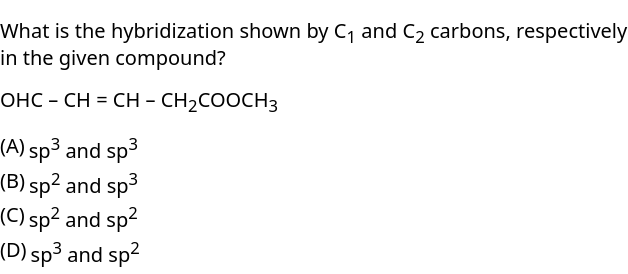 What is the hybridization shown by C₁ and C₂ carbons, respectively
in the given compound?
OHC – CH = CH – CH₂COOCH₃
(A) sp³ and sp³
(B) sp² and sp³
(C) sp² and sp²
(D) sp³ and sp²